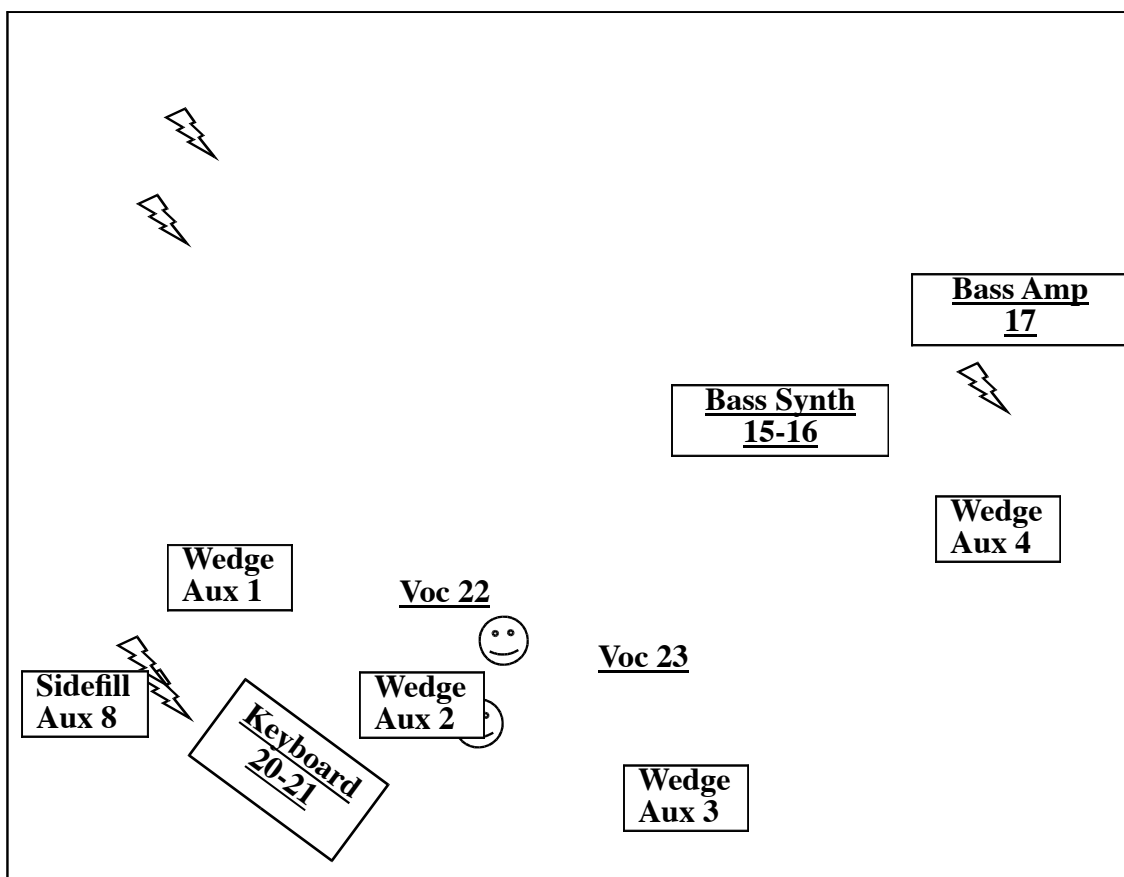 Bass Amp
17
Bass Synth
15-16
Wedge
Aux 4
Wedge
Aux 1
Voc 22
Voc 23
Sidefill
Aux 8
Wedge
Aux 2
Keyboard
20-21
Wedge
Aux 3